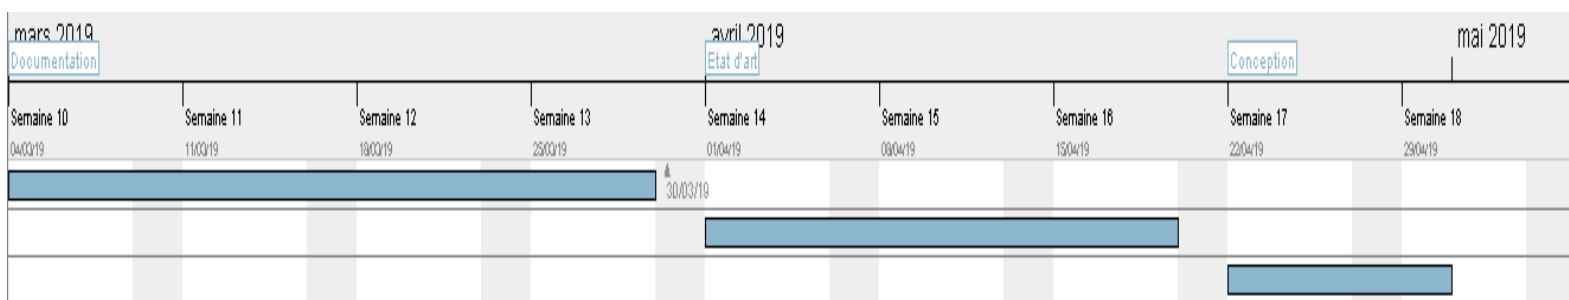 mars 2019 avril 2019 mai 2019
Documentation Etat d'art Conception
Semaine 10 Semaine 11 Semaine 12 Semaine 13 Semaine 14 Semaine 15 Semaine 16 Semaine 17 Semaine 18
04/03/19 11/03/19 18/03/19 25/03/19 01/04/19 08/04/19 15/04/19 22/04/19 29/04/19
30/03/19